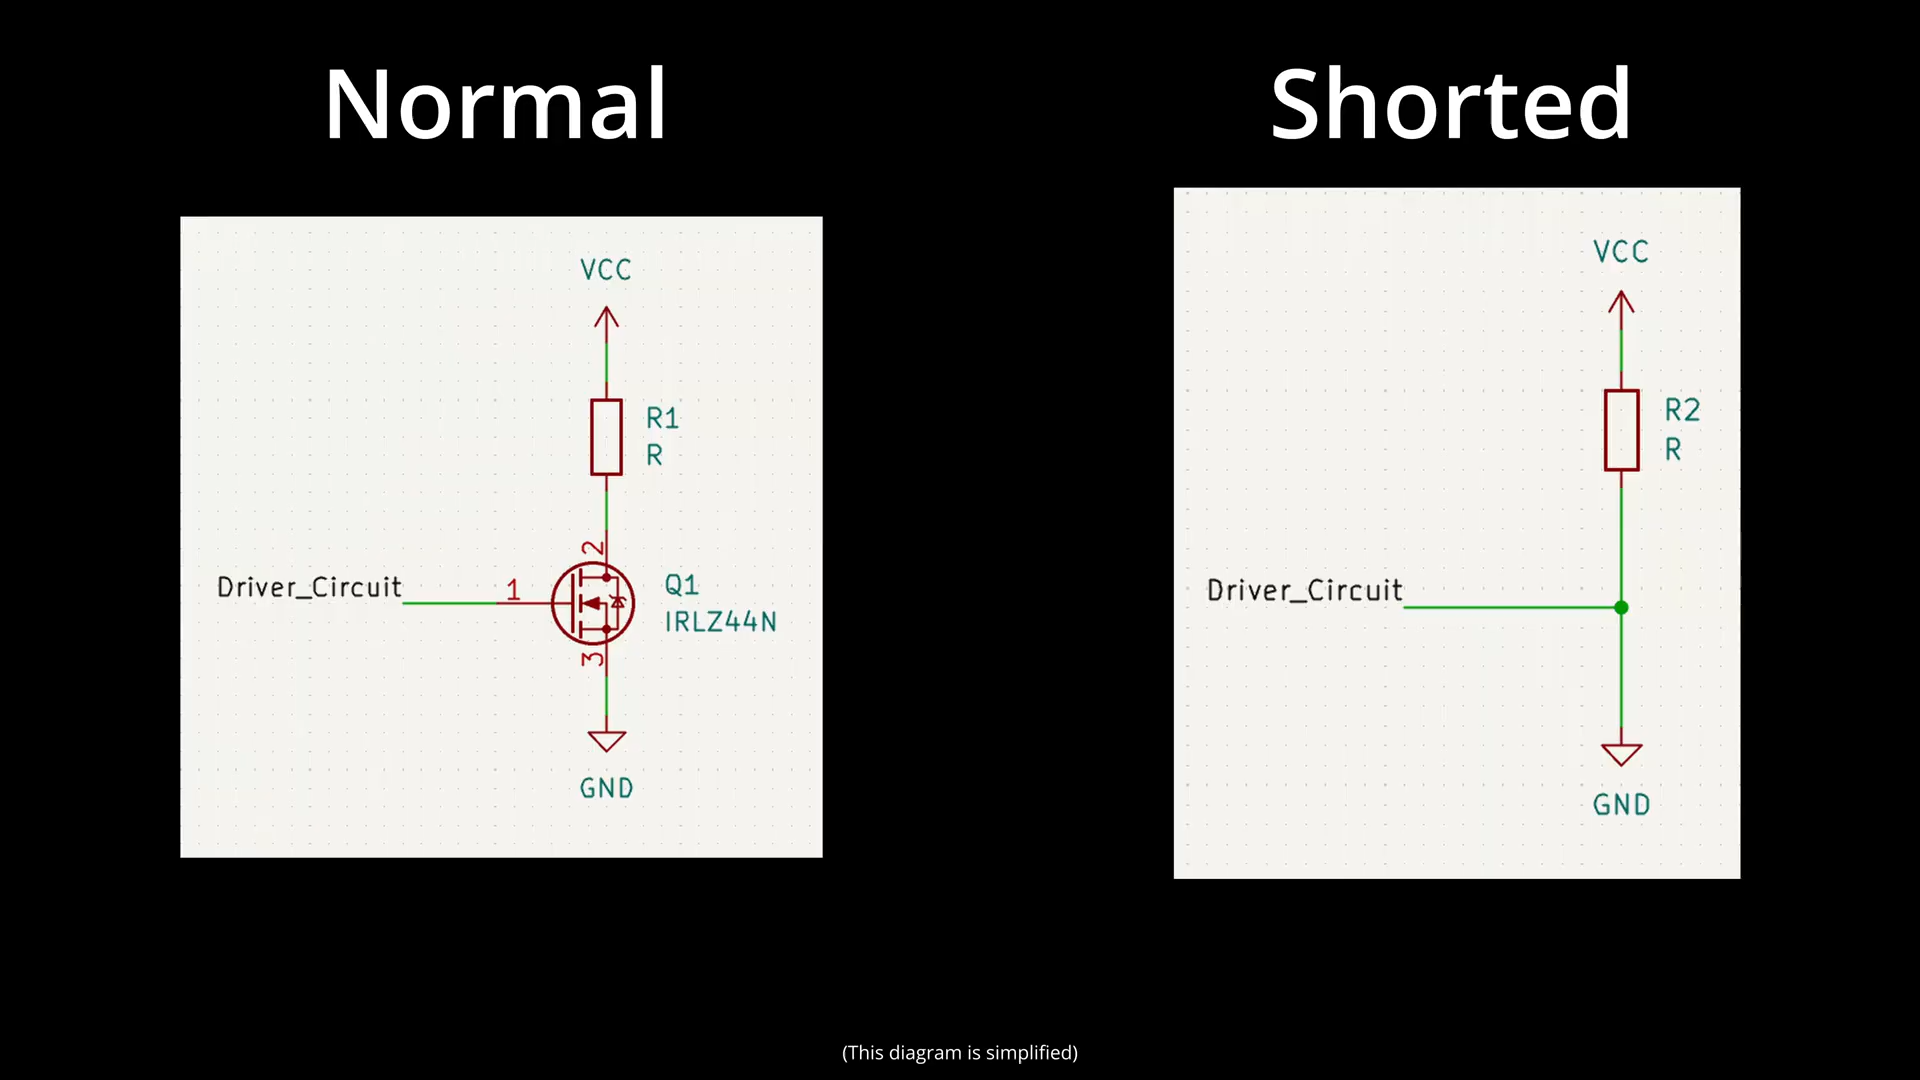 Normal
Shorted
VCC
R1
R
2
Driver_Circuit
1
Q1
IRLZ44N
3
GND
VCC
R2
R
Driver_Circuit
GND
(This diagram is simplified)